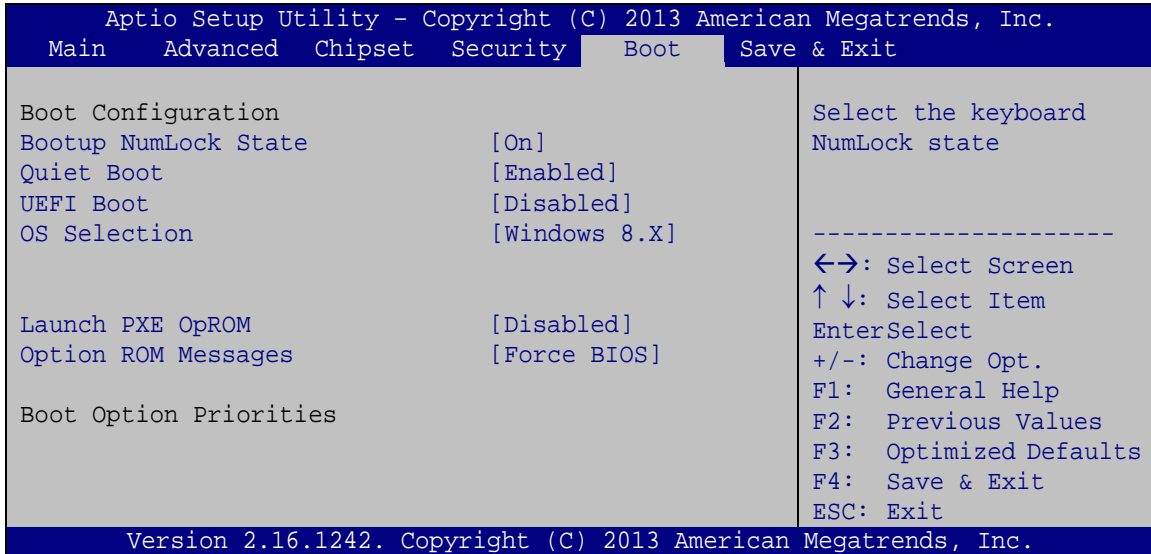 Aptio Setup Utility – Copyright (C) 2013 American Megatrends, Inc.
Main Advanced Chipset Security Boot Save & Exit
Boot Configuration
Bootup NumLock State [On]
Quiet Boot [Enabled]
UEFI Boot [Disabled]
OS Selection [Windows 8.X]
Launch PXE OpROM [Disabled]
Option ROM Messages [Force BIOS]
Boot Option Priorities
Select the keyboard
NumLock state
---------------------
←→: Select Screen
↑ ↓: Select Item
EnterSelect
+/-: Change Opt.
F1: General Help
F2: Previous Values
F3: Optimized Defaults
F4: Save & Exit
ESC: Exit
Version 2.16.1242. Copyright (C) 2013 American Megatrends, Inc.